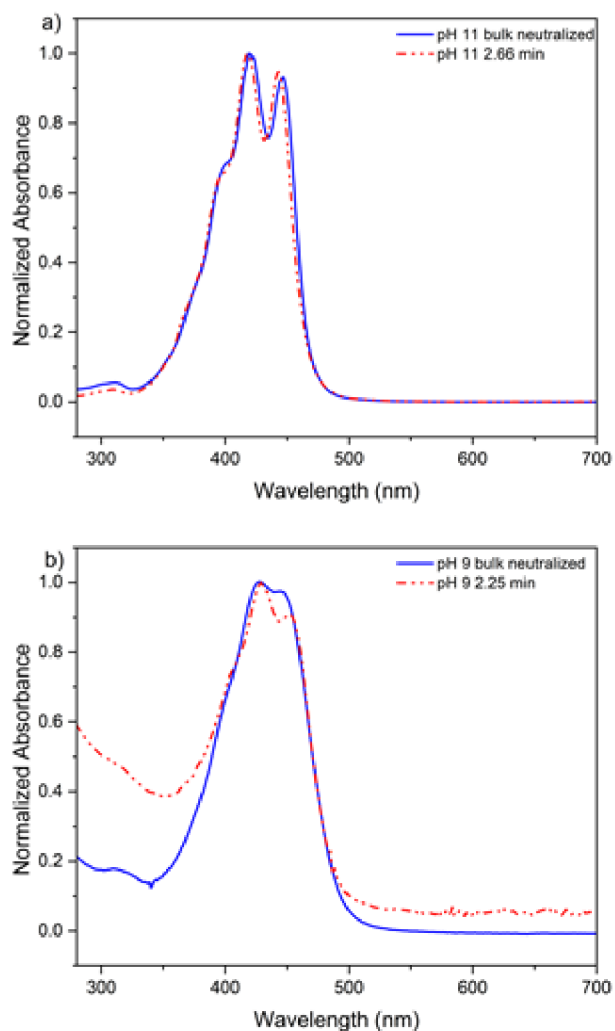 a)
pH 11 bulk neutralized
pH 11 2.66 min
1.0
0.8
0.6
0.4
0.2
0.0
Normalized Absorbance
300 400 500 600 700
Wavelength (nm)
b)
pH 9 bulk neutralized
pH 9 2.25 min
1.0
0.8
0.6
0.4
0.2
0.0
Normalized Absorbance
300 400 500 600 700
Wavelength (nm)